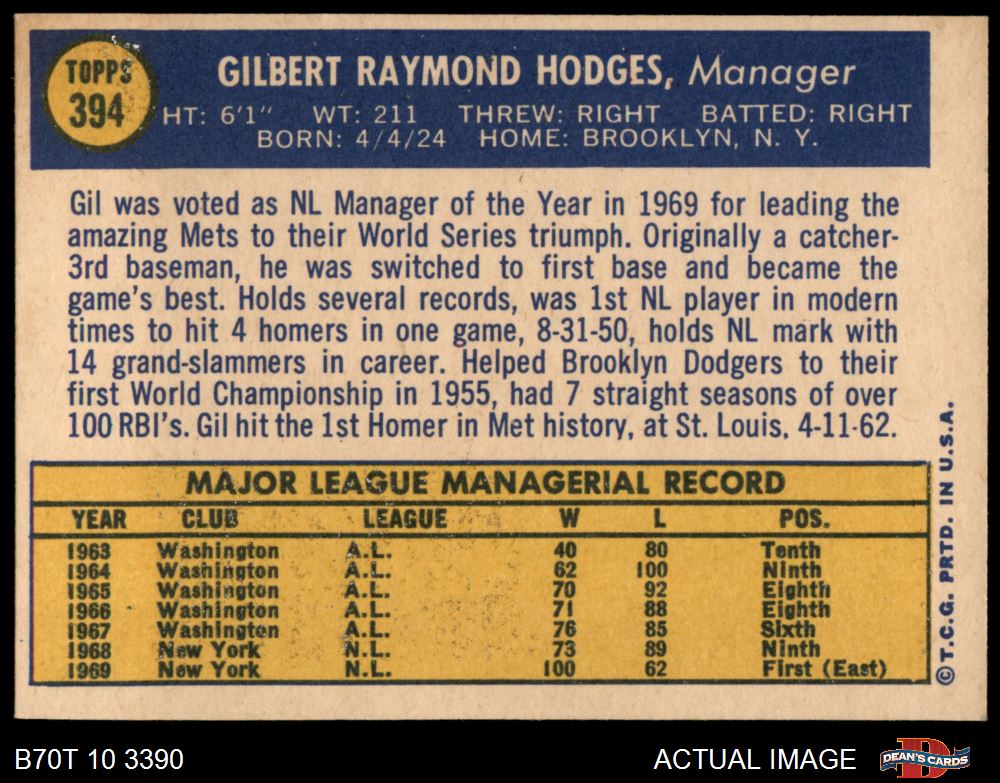 TOPPS
394
GILBERT RAYMOND HODGES, Manager
HT: 6'1" WT: 211 THREW: RIGHT BATTED: RIGHT
BORN: 4/4/24 HOME: BROOKLYN, N. Y.
Gil was voted as NL Manager of the Year in 1969 for leading the
amazing Mets to their World Series triumph. Originally a catcher-
3rd baseman, he was switched to first base and became the
game's best. Holds several records, was 1st NL player in modern
times to hit 4 homers in one game, 8-31-50, holds NL mark with
14 grand-slammers in career. Helped Brooklyn Dodgers to their
first World Championship in 1955, had 7 straight seasons of over
100 RBI's. Gil hit the 1st Homer in Met history, at St. Louis, 4-11-62.
MAJOR LEAGUE MANAGERIAL RECORD
YEAR CLUB LEAGUE W L POS.
1963 Washington A.L. 40 80 Tenth
1964 Washington A.L. 62 100 Ninth
1965 Washington A.L. 70 92 Eighth
1966 Washington A.L. 71 88 Eighth
1967 Washington A.L. 76 85 Sixth
1968 New York N.L. 73 89 Ninth
1969 New York N.L. 100 62 First (East)
© T.C.G. PRTD. IN U.S.A.
B70T 10 3390
ACTUAL IMAGE
DEAN'S CARDS